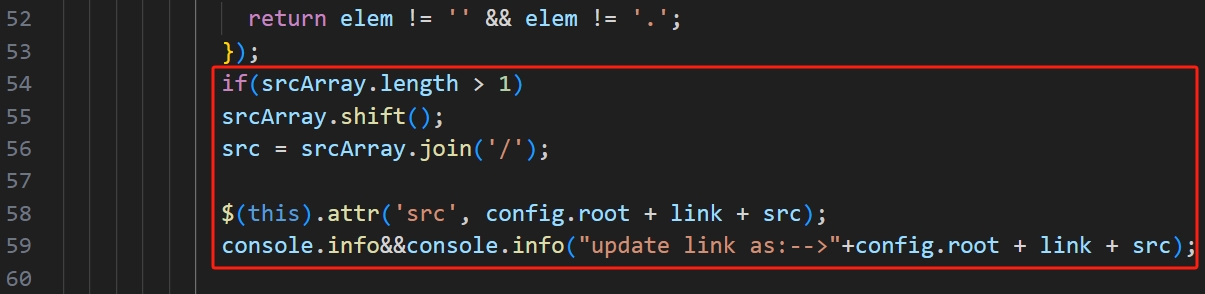 52 return elem != '' && elem != '.';
53 });
54 if(srcArray.length > 1)
55 srcArray.shift();
56 src = srcArray.join('/');
57
58 $(this).attr('src', config.root + link + src);
59 console.info&&console.info("update link as:-->"+config.root + link + src);
60